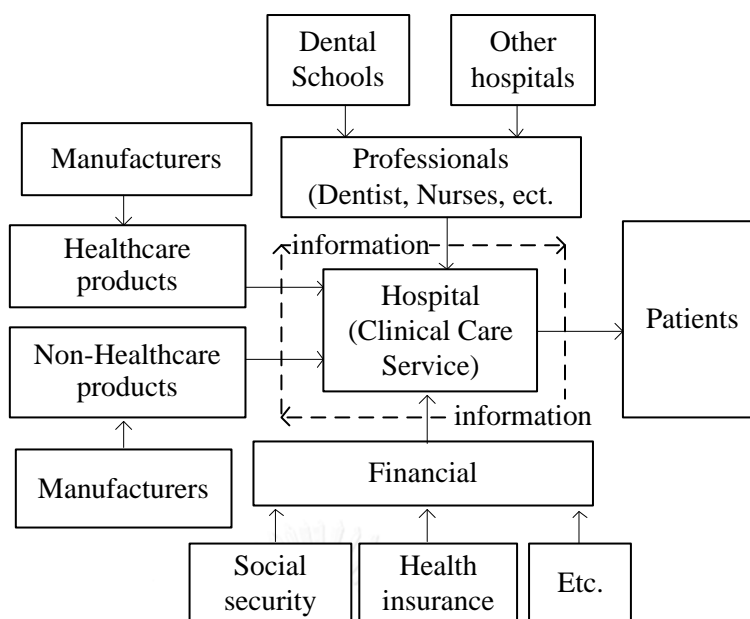 Dental
Schools
Other
hospitals
Manufacturers
Professionals
(Dentist, Nurses, ect.
Healthcare
products
information
Hospital
(Clinical Care
Service)
Patients
Non-Healthcare
products
information
Manufacturers
Financial
Social
security
Health
insurance
Etc.